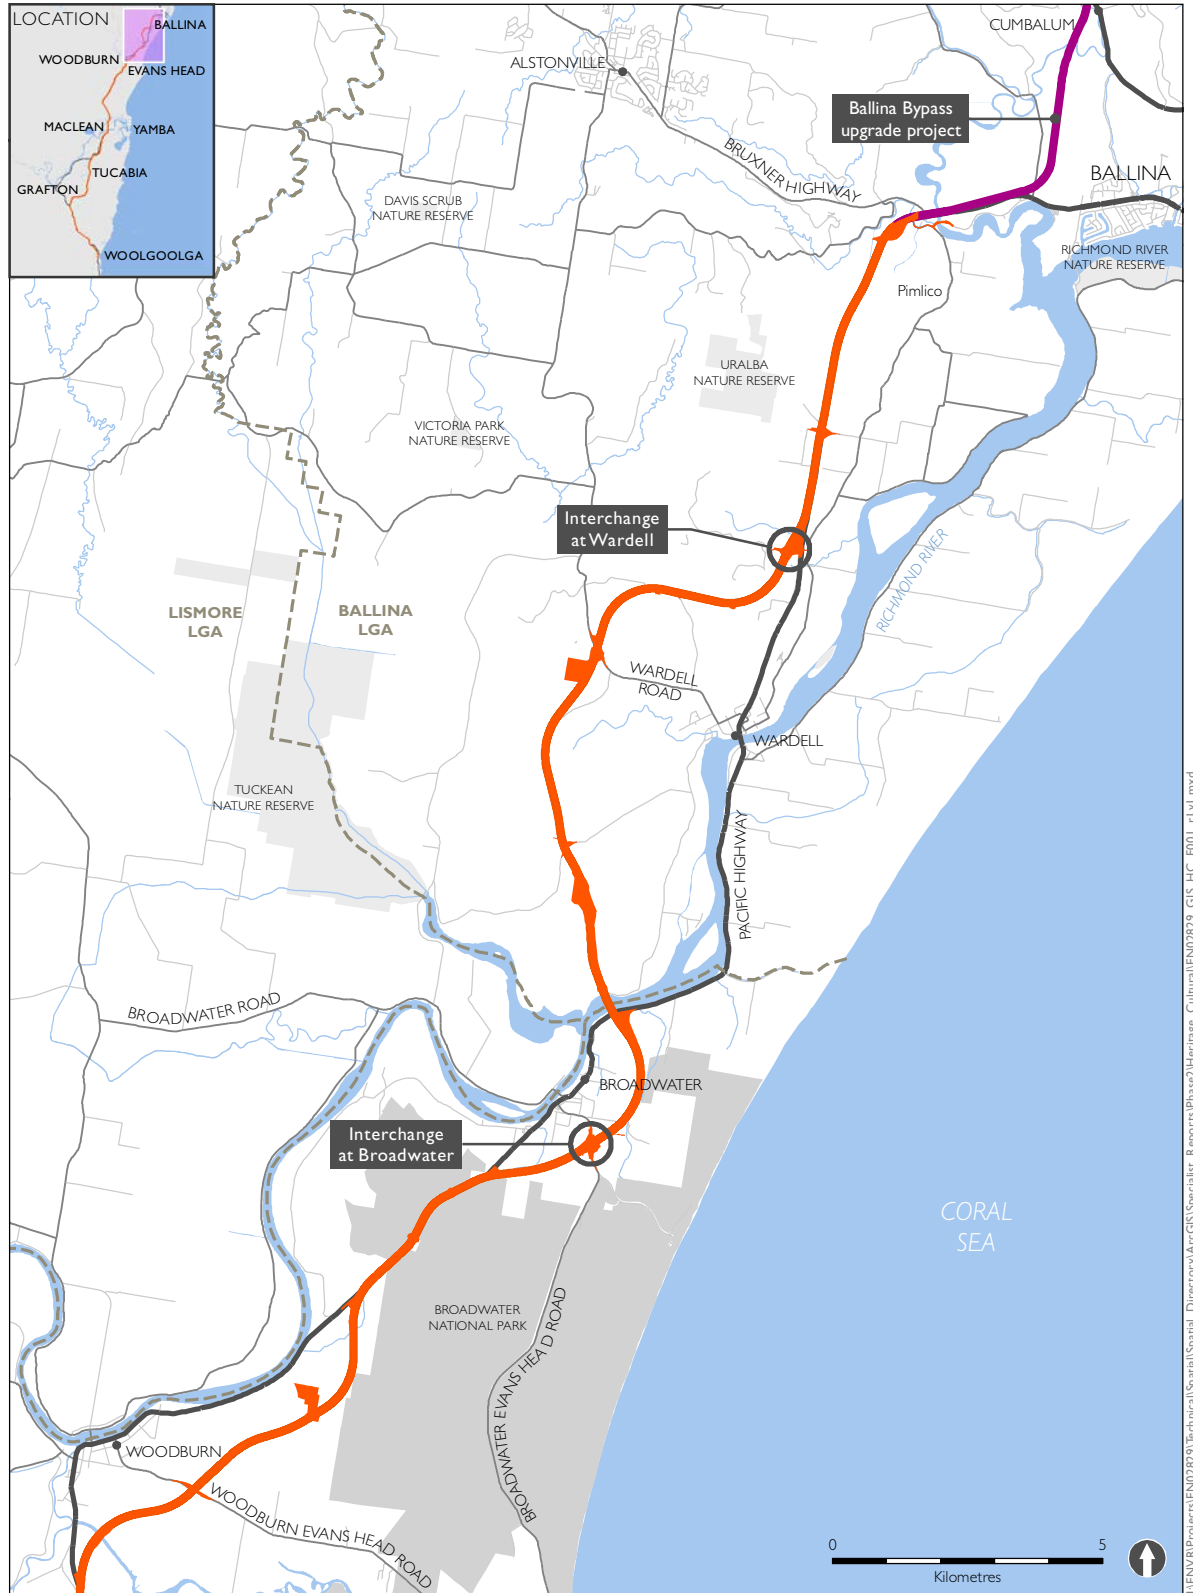 LOCATION
BALLINA
WOODBURN
EVANS HEAD
MACLEAN
YAMBA
TUCABIA
GRAFTON
WOOLGOOLGA
CUMBALUM
ALSTONVILLE
Ballina Bypass
upgrade project
BRUXNER HIGHWAY
BALLINA
DAVIS SCRUB
NATURE RESERVE
RICHMOND RIVER
NATURE RESERVE
Pimlico
URALBA
NATURE RESERVE
VICTORIA PARK
NATURE RESERVE
Interchange
at Wardell
RICHMOND RIVER
LISMORE
LGA
BALLINA
LGA
WARDELL
ROAD
WARDELL
TUCKEAN
NATURE RESERVE
PACIFIC HIGHWAY
BROADWATER ROAD
BROADWATER
Interchange
at Broadwater
CORAL
SEA
BROADWATER
NATIONAL PARK
BROADWATER EVANS HEAD ROAD
WOODBURN
WOODBURN EVANS HEAD ROAD
0 5
Kilometres